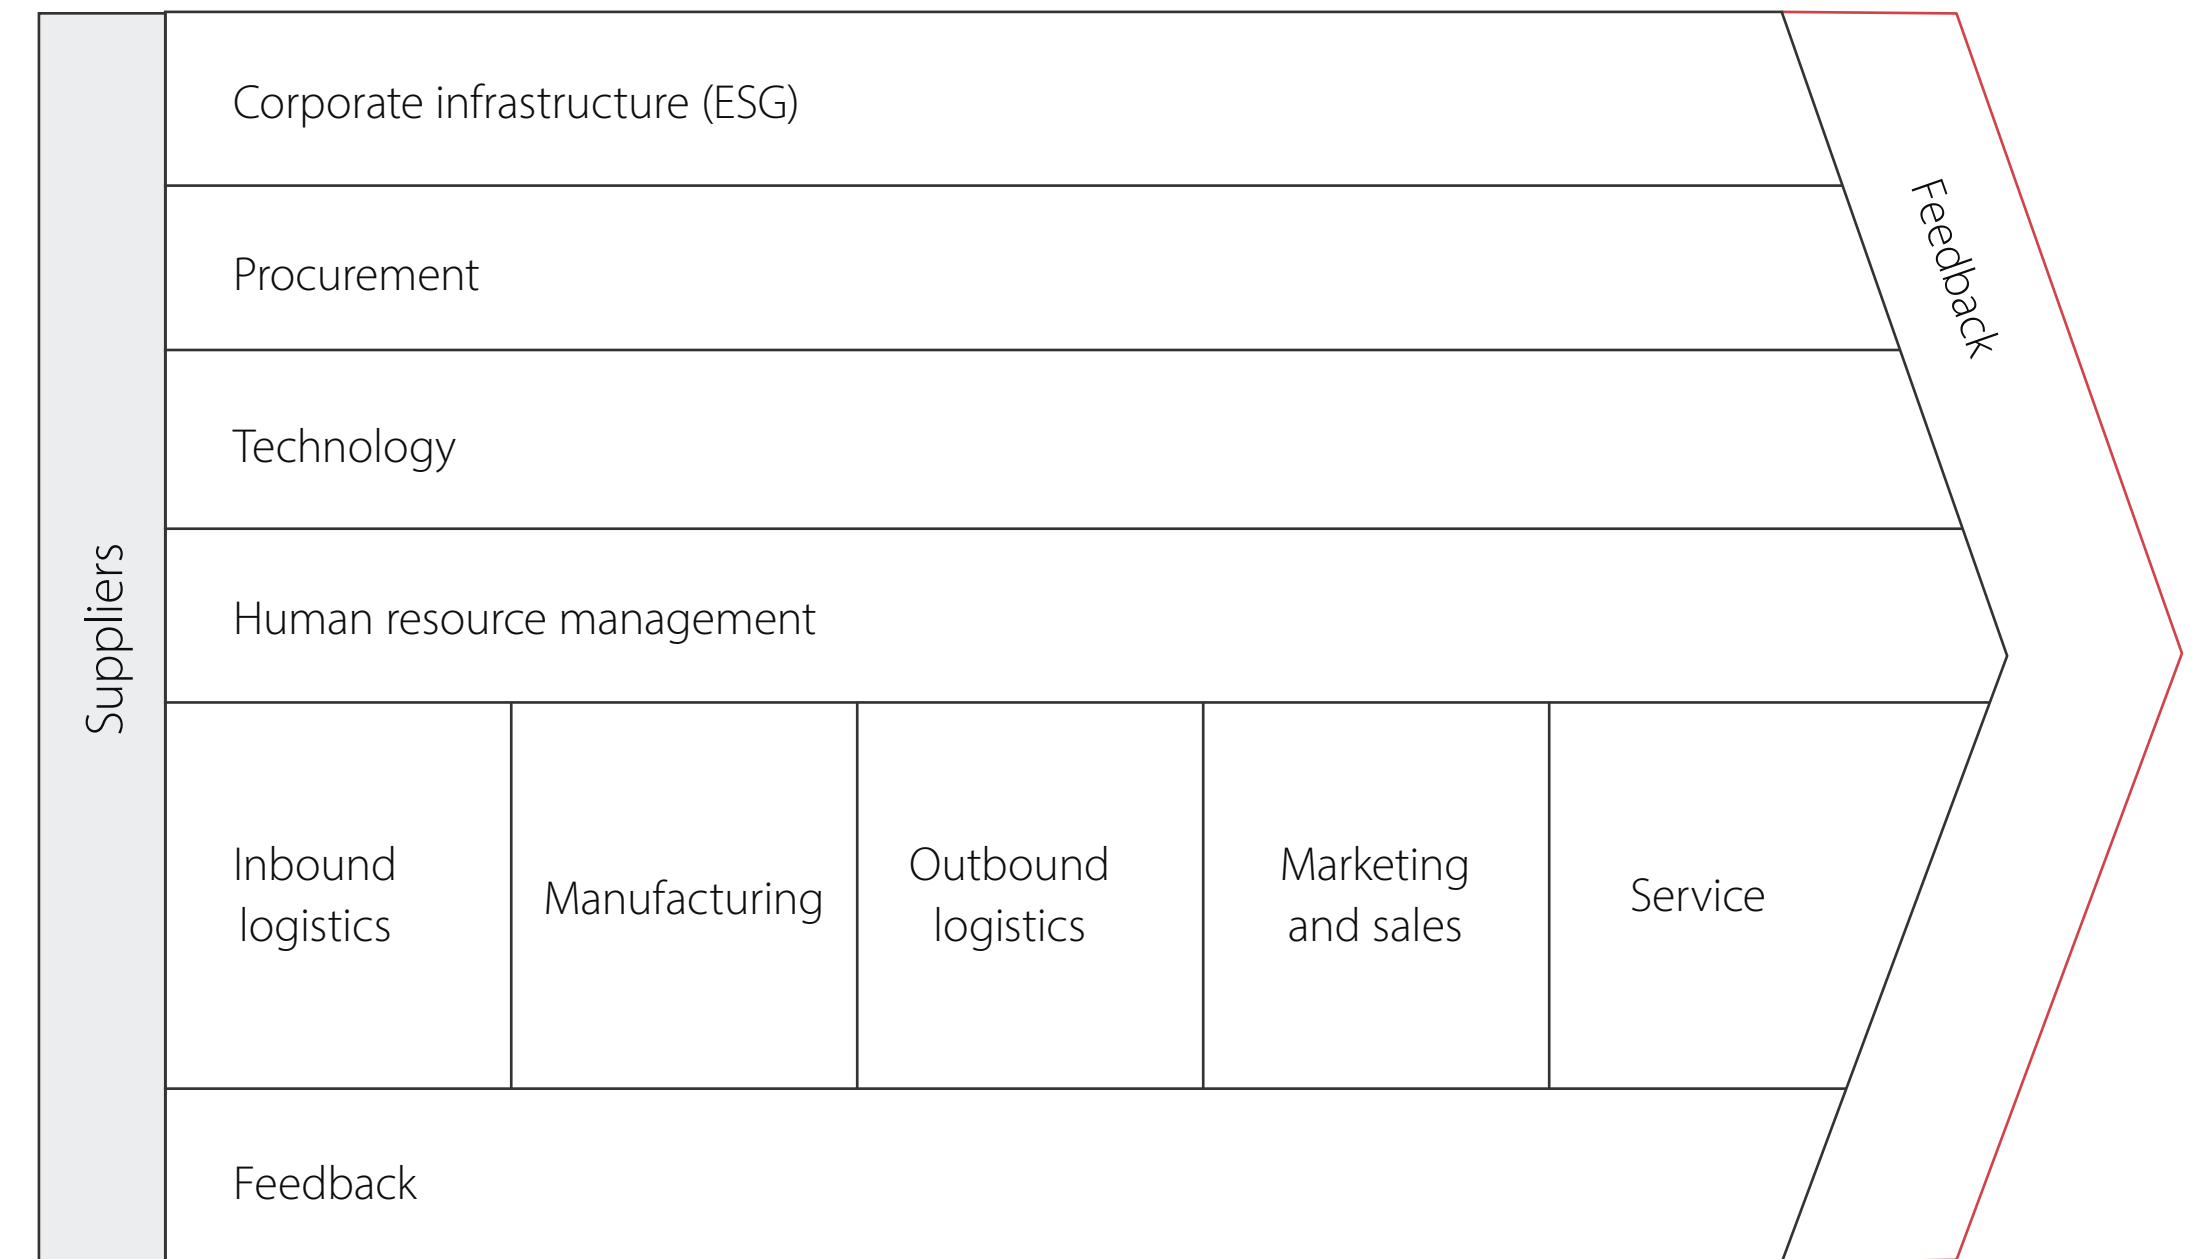 Suppliers
Corporate infrastructure (ESG)
Procurement
Technology
Human resource management
Inbound
logistics
Manufacturing
Outbound
logistics
Marketing
and sales
Service
Feedback
Feedback